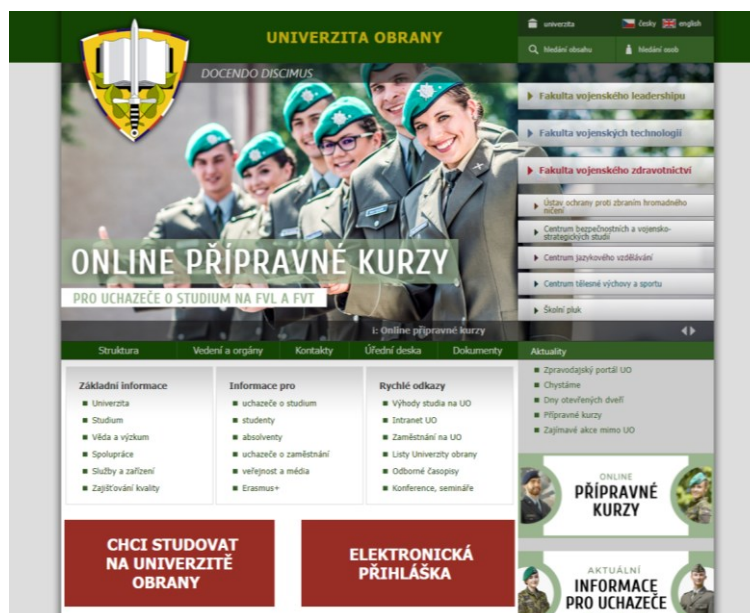 UNIVERZITA OBRANY
univerzita
česky
english
hledání obsahu
hledání osob
DOCENDO DISCIMUS
Fakulta vojenského leadershipu
Fakulta vojenských technologií
Fakulta vojenského zdravotnictví
Ústav ochrany proti zbraním hromadného
ničení
Centrum bezpečnostních a vojensko-
strategických studií
Centrum jazykového vzdělávání
Centrum tělesné výchovy a sportu
Školní pluk
ONLINE PŘÍPRAVNÉ KURZY
PRO UCHAZEČE O STUDIUM NA FVL A FVT
i: Online přípravné kurzy
Struktura
Vedení a orgány
Kontakty
Úřední deska
Dokumenty
Základní informace
Univerzita
Studium
Věda a výzkum
Spolupráce
Služby a zařízení
Zajišťování kvality
Informace pro
uchazeče o studium
studenty
absolventy
uchazeče o zaměstnání
veřejnost a média
Erasmus+
Rychlé odkazy
Výhody studia na UO
Intranet UO
Zaměstnání na UO
Listy Univerzity obrany
Odborné časopisy
Konference, semináře
Aktuality
Zpravodajský portál UO
Chystáme
Dny otevřených dveří
Přípravné kurzy
Zajímavé akce mimo UO
ONLINE
PŘÍPRAVNÉ
KURZY
CHCI STUDOVAT
NA UNIVERZITĚ
OBRANY
ELEKTRONICKÁ
PŘIHLÁŠKA
AKTUÁLNÍ
INFORMACE
PRO UCHAZEČE